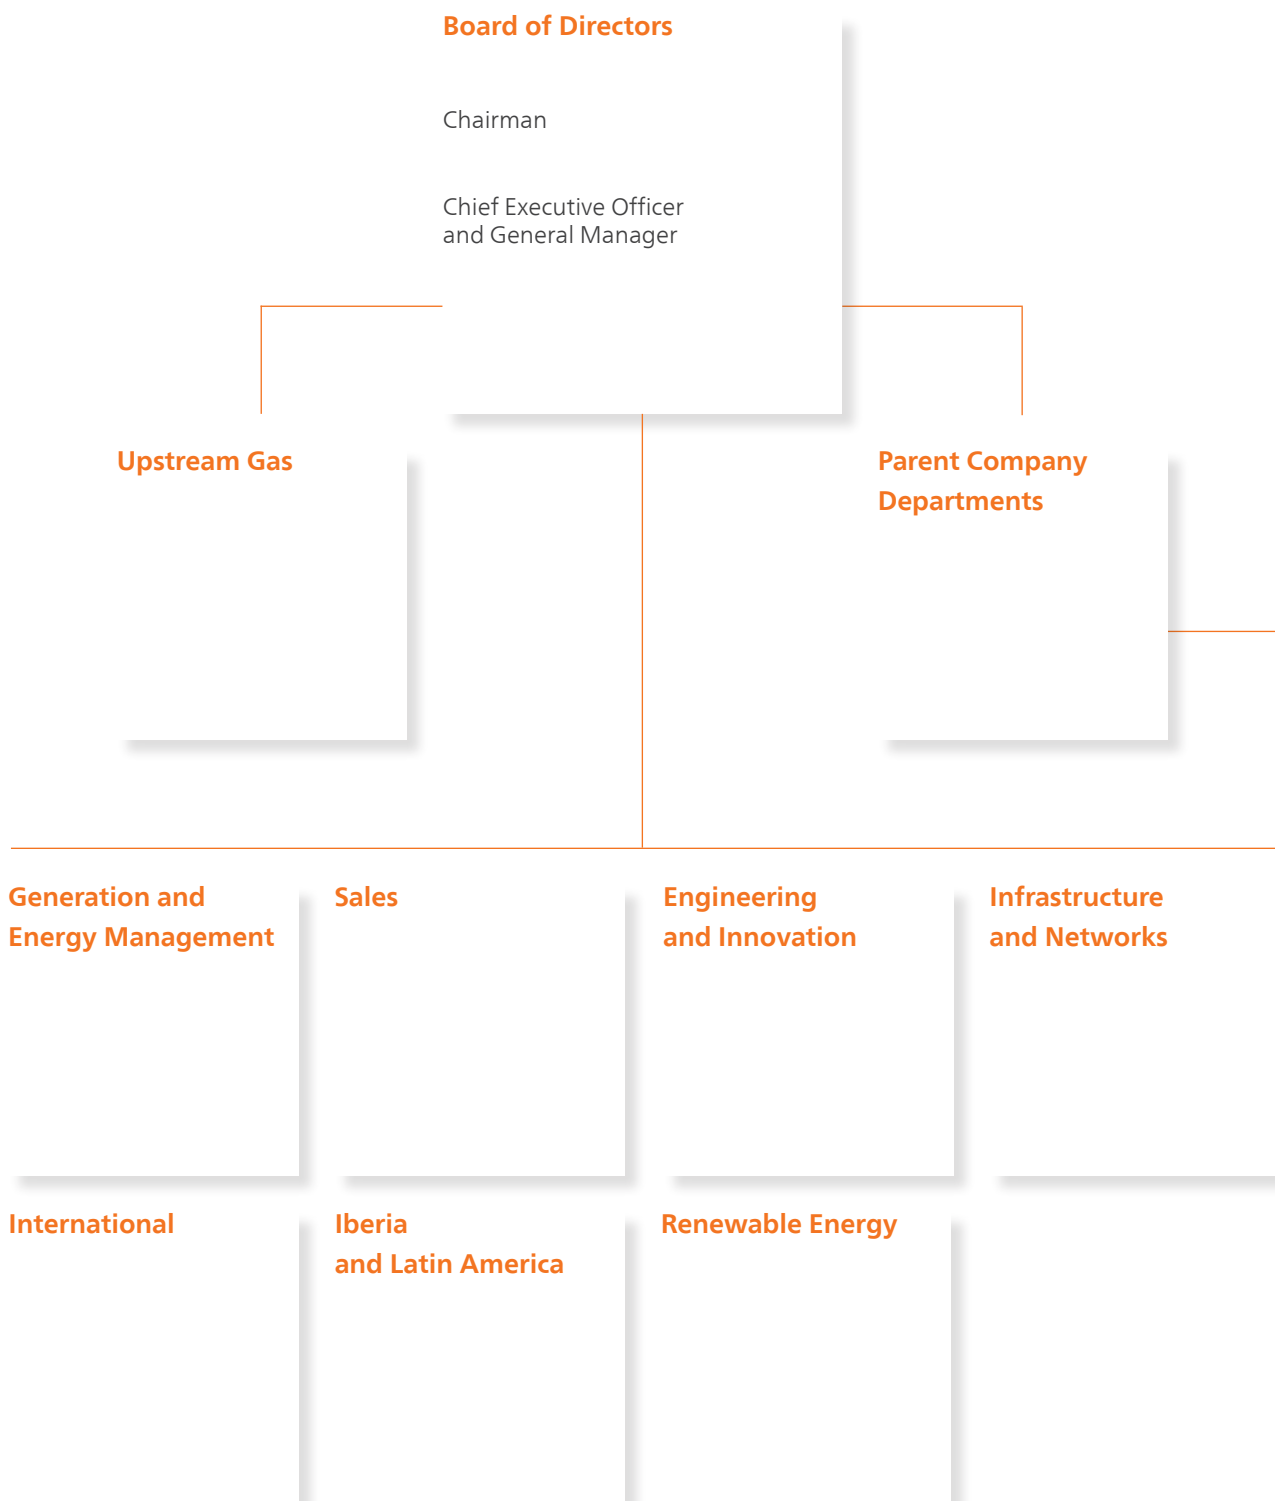 Board of Directors
Chairman
Chief Executive Officer
and General Manager
Upstream Gas
Parent Company
Departments
Generation and
Energy Management
Sales
Engineering
and Innovation
Infrastructure
and Networks
International
Iberia
and Latin America
Renewable Energy